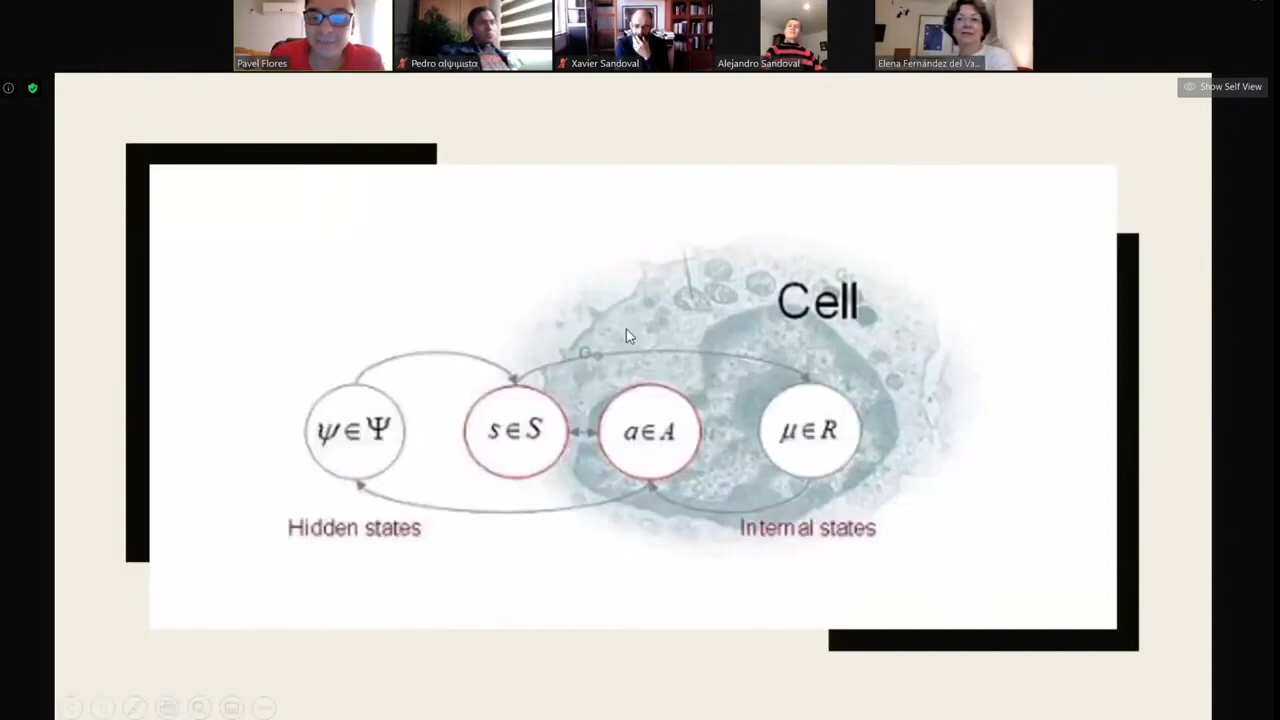 Pavel Flores
Pedro αψιμιστα
Xavier Sandoval
Alejandro Sandoval
Elena Fernández del Va...
Show Self View
Cell
ψ∈Ψ
s∈S
a∈A
μ∈R
Hidden states
Internal states